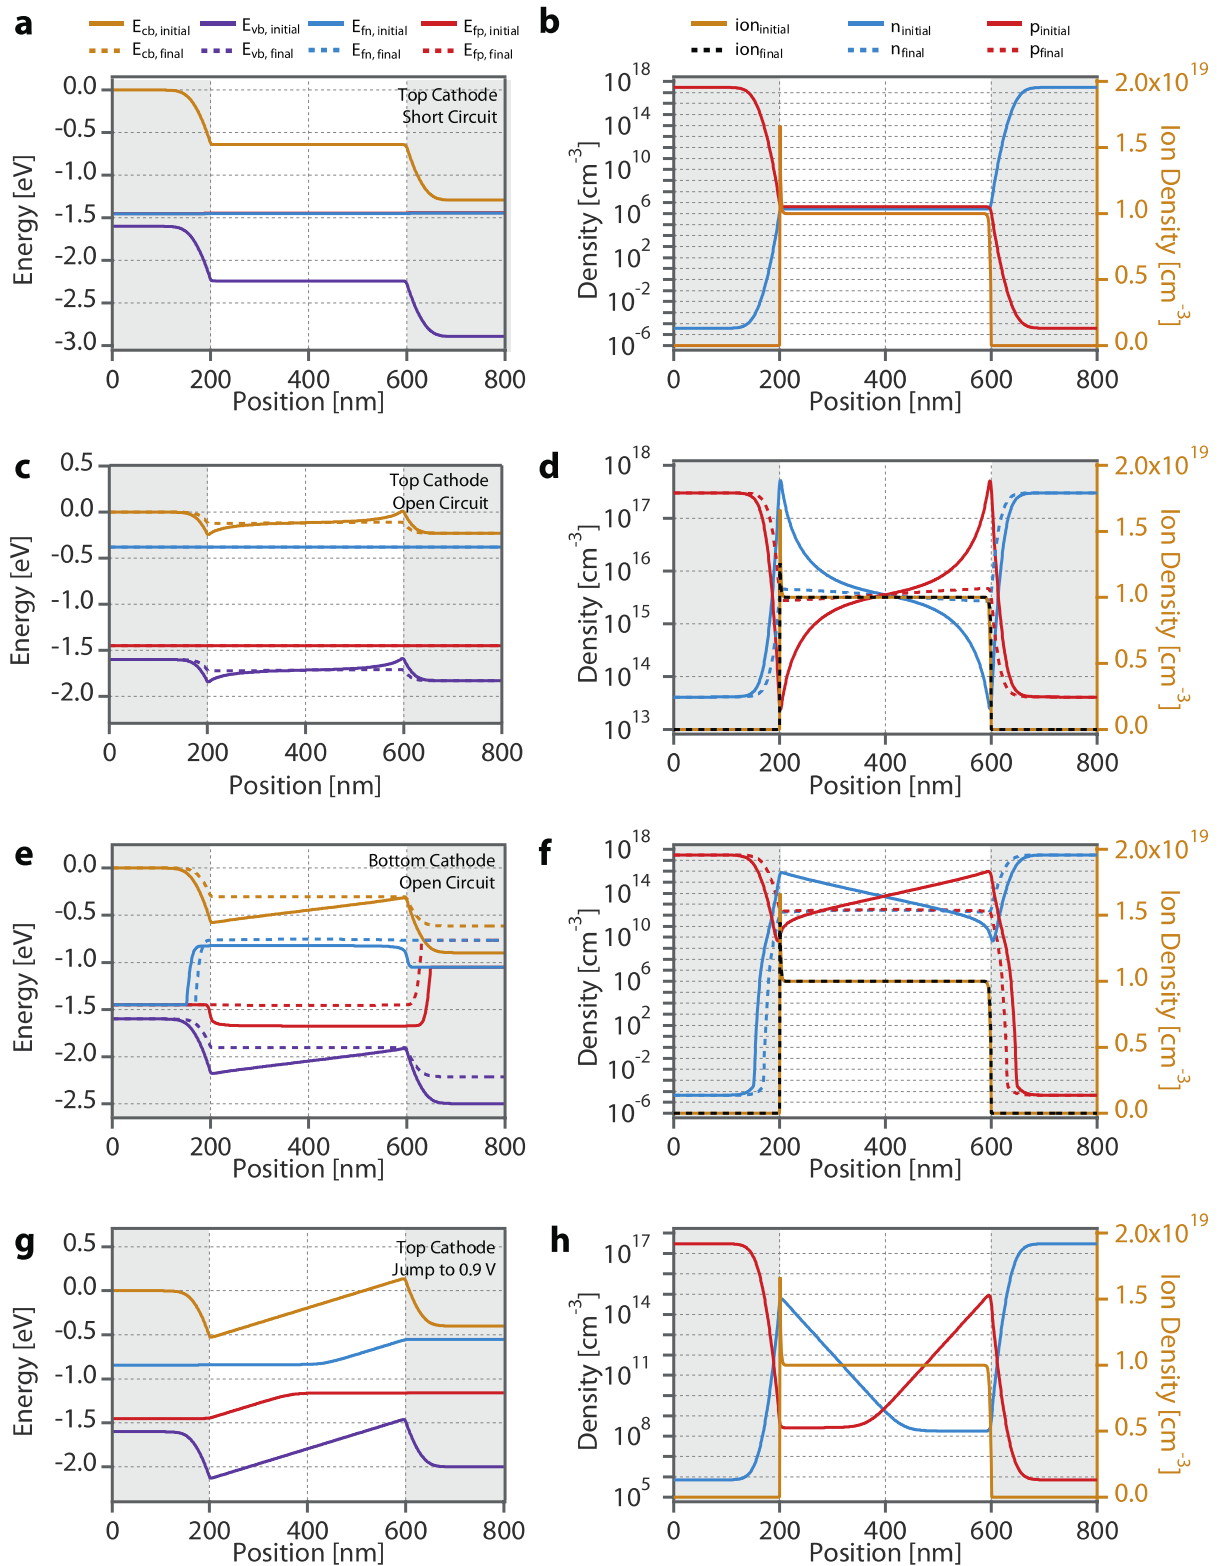 a
E_cb, initial E_vb, initial E_fn, initial E_fp, initial
E_cb, final E_vb, final E_fn, final E_fp, final
0.0
-0.5
-1.0
-1.5
-2.0
-2.5
-3.0
Energy [eV]
Top Cathode
Short Circuit
0 200 400 600 800
Position [nm]
b
ion_initial n_initial p_initial
ion_final n_final p_final
10^18
10^14
10^10
10^6
10^2
10^-2
10^-6
Density [cm^-3]
2.0x10^19
1.5
1.0
0.5
0.0
Ion Density [cm^-3]
0 200 400 600 800
Position [nm]
c
0.5
0.0
-0.5
-1.0
-1.5
-2.0
Energy [eV]
Top Cathode
Open Circuit
0 200 400 600 800
Position [nm]
d
10^18
10^17
10^16
10^15
10^14
10^13
Density [cm^-3]
2.0x10^19
1.5
1.0
0.5
0.0
Ion Density [cm^-3]
0 200 400 600 800
Position [nm]
e
0.0
-0.5
-1.0
-1.5
-2.0
-2.5
Energy [eV]
Bottom Cathode
Open Circuit
0 200 400 600 800
Position [nm]
f
10^18
10^14
10^10
10^6
10^2
10^-2
10^-6
Density [cm^-3]
2.0x10^19
1.5
1.0
0.5
0.0
Ion Density [cm^-3]
0 200 400 600 800
Position [nm]
g
0.5
0.0
-0.5
-1.0
-1.5
-2.0
Energy [eV]
Top Cathode
Jump to 0.9 V
0 200 400 600 800
Position [nm]
h
10^17
10^14
10^11
10^8
10^5
Density [cm^-3]
2.0x10^19
1.5
1.0
0.5
0.0
Ion Density [cm^-3]
0 200 400 600 800
Position [nm]